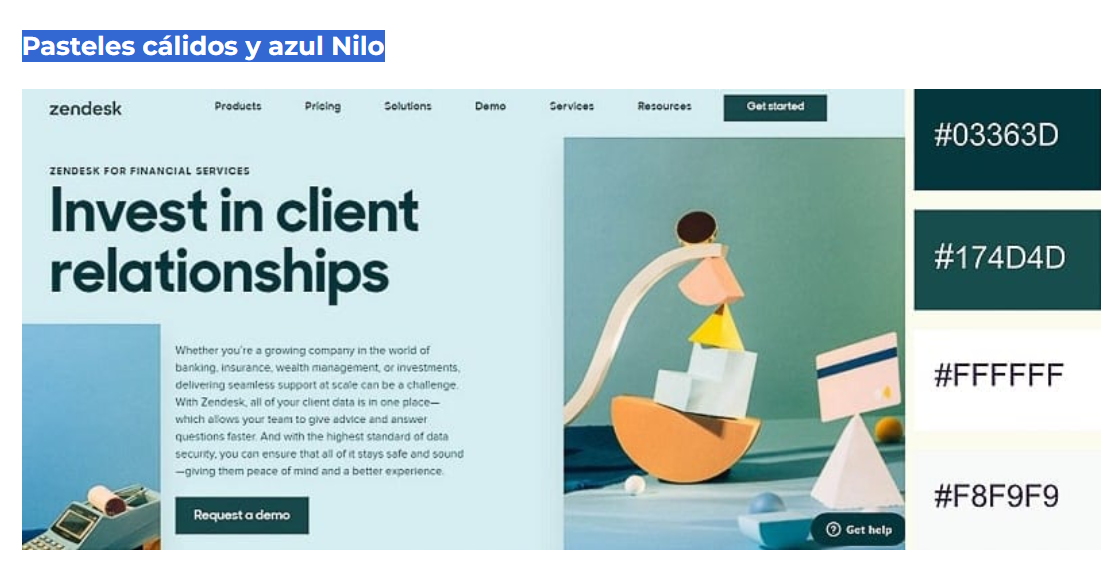 Pasteles cálidos y azul Nilo
zendesk
Products Pricing Solutions Demo Services Resources Get started
ZENDESK FOR FINANCIAL SERVICES
Invest in client
relationships
Whether you're a growing company in the world of
banking, insurance, wealth management, or investments,
delivering seamless support at scale can be a challenge.
With Zendesk, all of your client data is in one place—
which allows your team to give advice and answer
questions faster. And with the highest standard of data
security, you can ensure that all of it stays safe and sound
—giving them peace of mind and a better experience.
Request a demo
Get help
#03363D
#174D4D
#FFFFFF
#F8F9F9